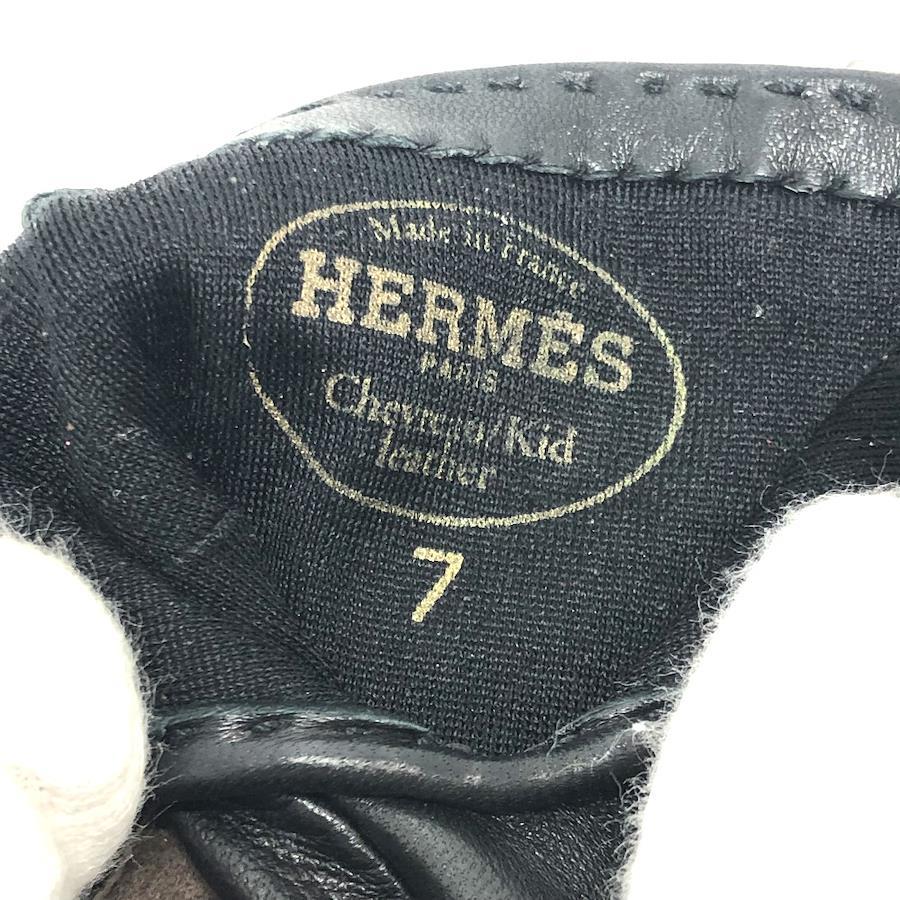 Made in France
HERMÈS
PARIS
Chevreau/Kid
leather
7